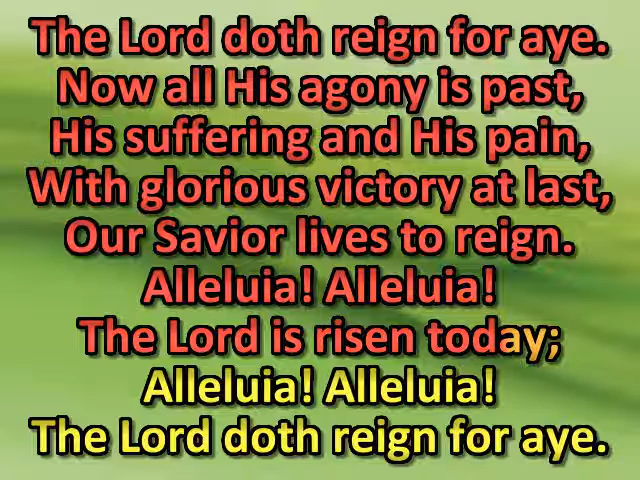 The Lord doth reign for aye.
Now all His agony is past,
His suffering and His pain,
With glorious victory at last,
Our Savior lives to reign.
Alleluia! Alleluia!
The Lord is risen today;
Alleluia! Alleluia!
The Lord doth reign for aye.